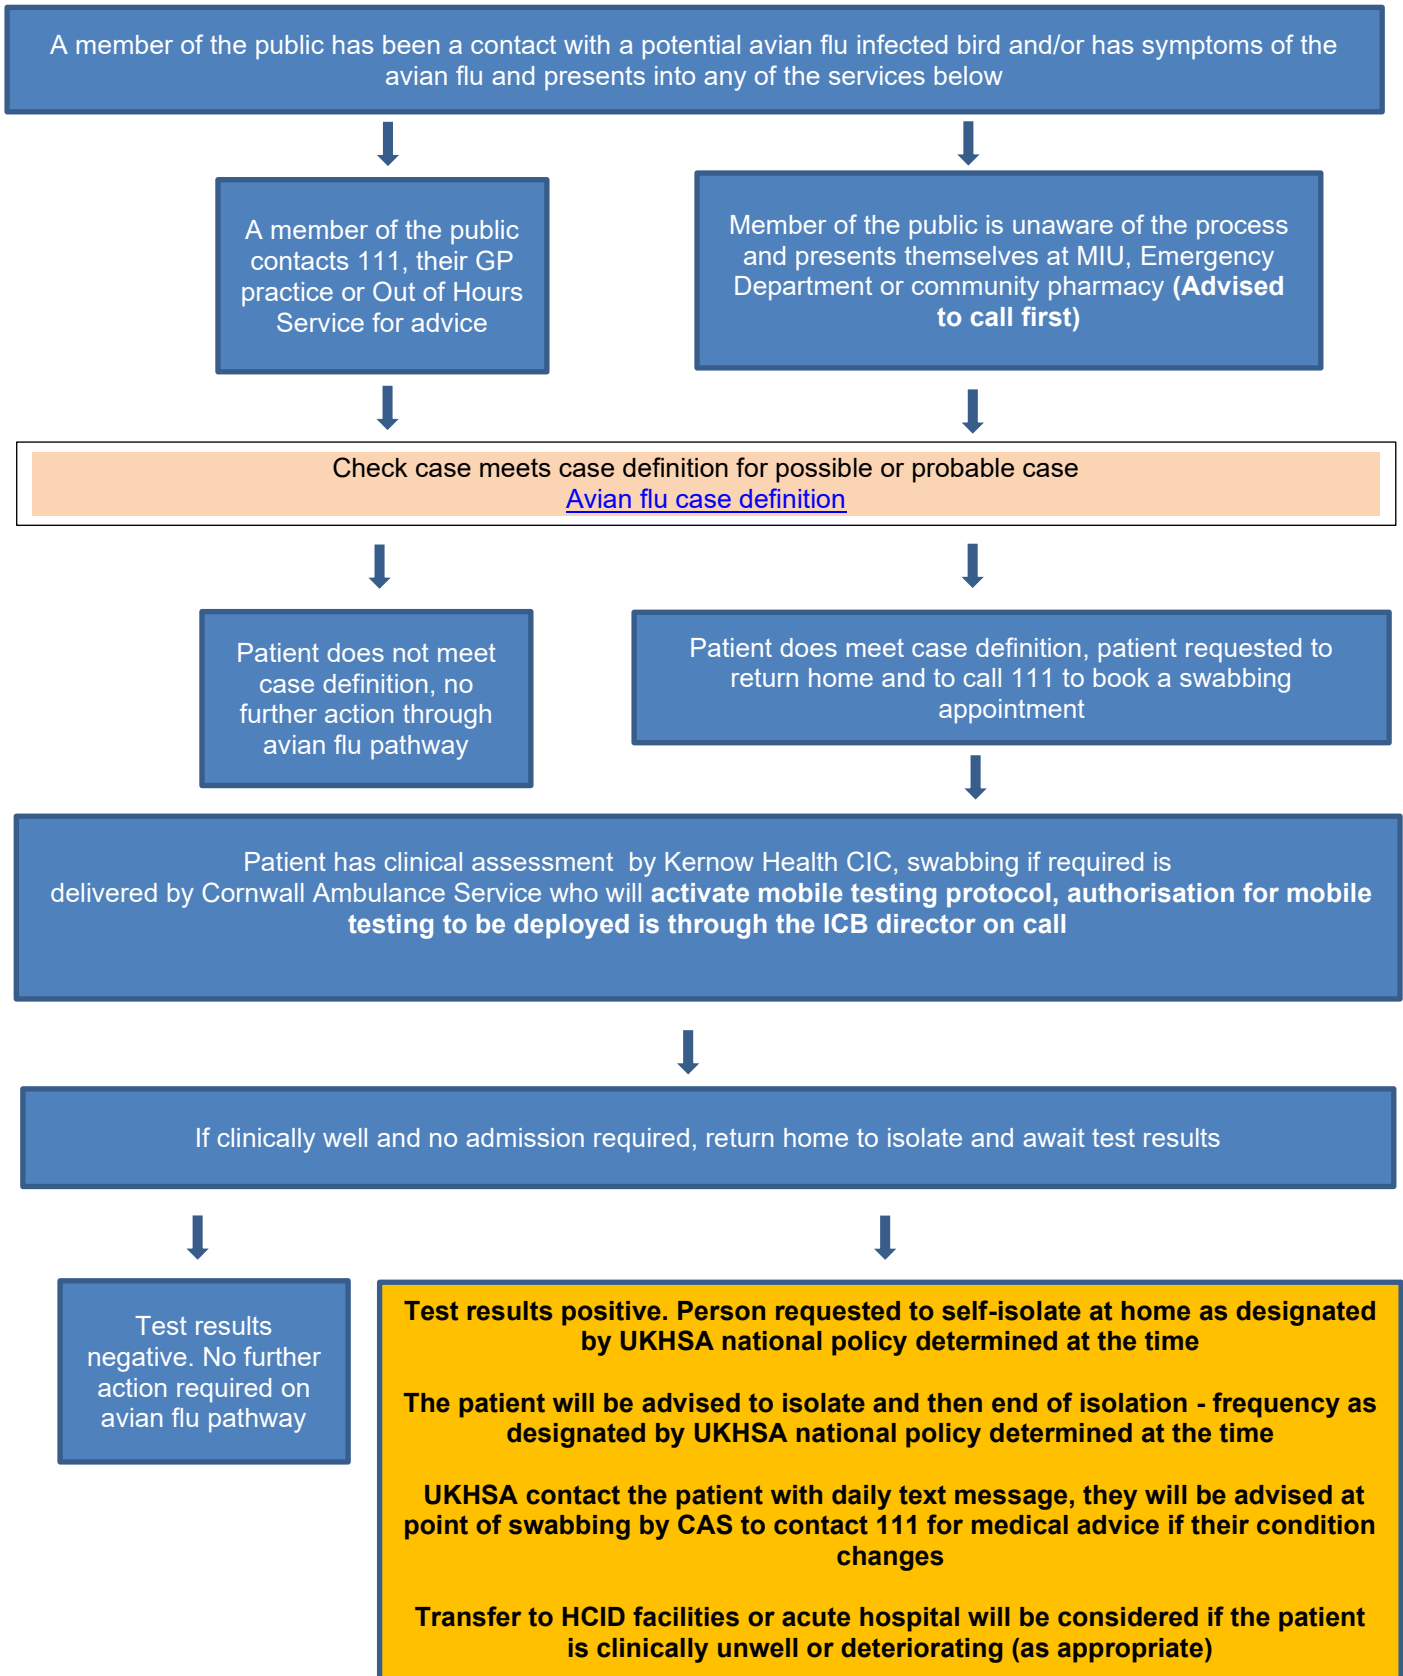 A member of the public has been a contact with a potential avian flu infected bird and/or has symptoms of the
avian flu and presents into any of the services below
A member of the public
contacts 111, their GP
practice or Out of Hours
Service for advice
Member of the public is unaware of the process
and presents themselves at MIU, Emergency
Department or community pharmacy (Advised
to call first)
Check case meets case definition for possible or probable case
Avian flu case definition
Patient does not meet
case definition, no
further action through
avian flu pathway
Patient does meet case definition, patient requested to
return home and to call 111 to book a swabbing
appointment
Patient has clinical assessment by Kernow Health CIC, swabbing if required is
delivered by Cornwall Ambulance Service who will activate mobile testing protocol, authorisation for mobile
testing to be deployed is through the ICB director on call
If clinically well and no admission required, return home to isolate and await test results
Test results
negative. No further
action required on
avian flu pathway
Test results positive. Person requested to self-isolate at home as designated
by UKHSA national policy determined at the time
The patient will be advised to isolate and then end of isolation - frequency as
designated by UKHSA national policy determined at the time
UKHSA contact the patient with daily text message, they will be advised at
point of swabbing by CAS to contact 111 for medical advice if their condition
changes
Transfer to HCID facilities or acute hospital will be considered if the patient
is clinically unwell or deteriorating (as appropriate)